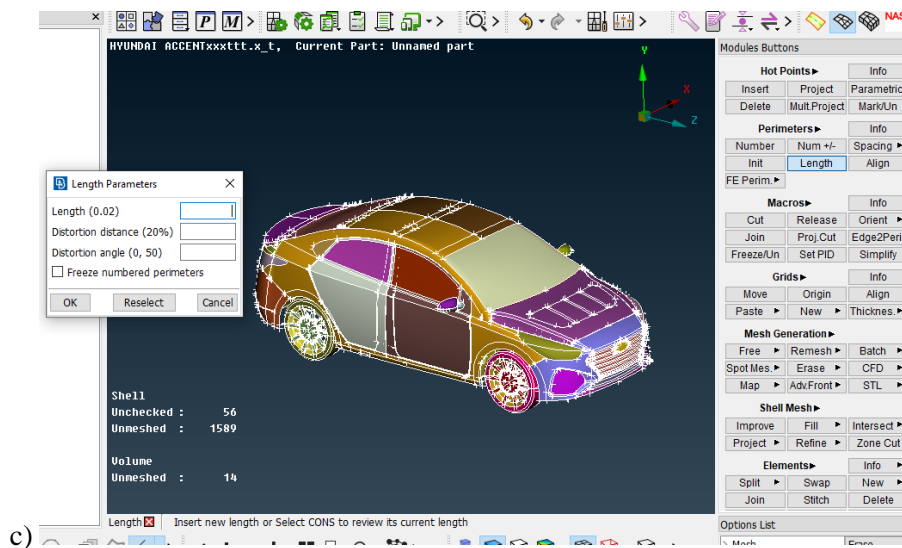 × P M NAS
HYUNDAI ACCENTxxxttt.x_t, Current Part: Unnamed part
Y
X
Z
Length Parameters ×
Length (0.02)
Distortion distance (20%)
Distortion angle (0, 50)
Freeze numbered perimeters
OK Reselect Cancel
Shell
Unchecked : 56
Unmeshed : 1589
Volume
Unmeshed : 14
Length Insert new length or Select CONS to review its current length
c)
Modules Buttons
Hot Points Info
Insert Project Parametric
Delete Mult.Project Mark/Un
Perimeters Info
Number Num +/- Spacing
Init Length Align
FE Perim.
Macros Info
Cut Release Orient
Join Proj.Cut Edge2Peri
Freeze/Un Set PID Simplify
Grids Info
Move Origin Align
Paste New Thicknes.
Mesh Generation
Free Remesh Batch
Spot Mes. Erase CFD
Map Adv.Front STL
Shell Mesh
Improve Fill Intersect
Project Refine Zone Cut
Elements Info
Split Swap New
Join Stitch Delete
Options List